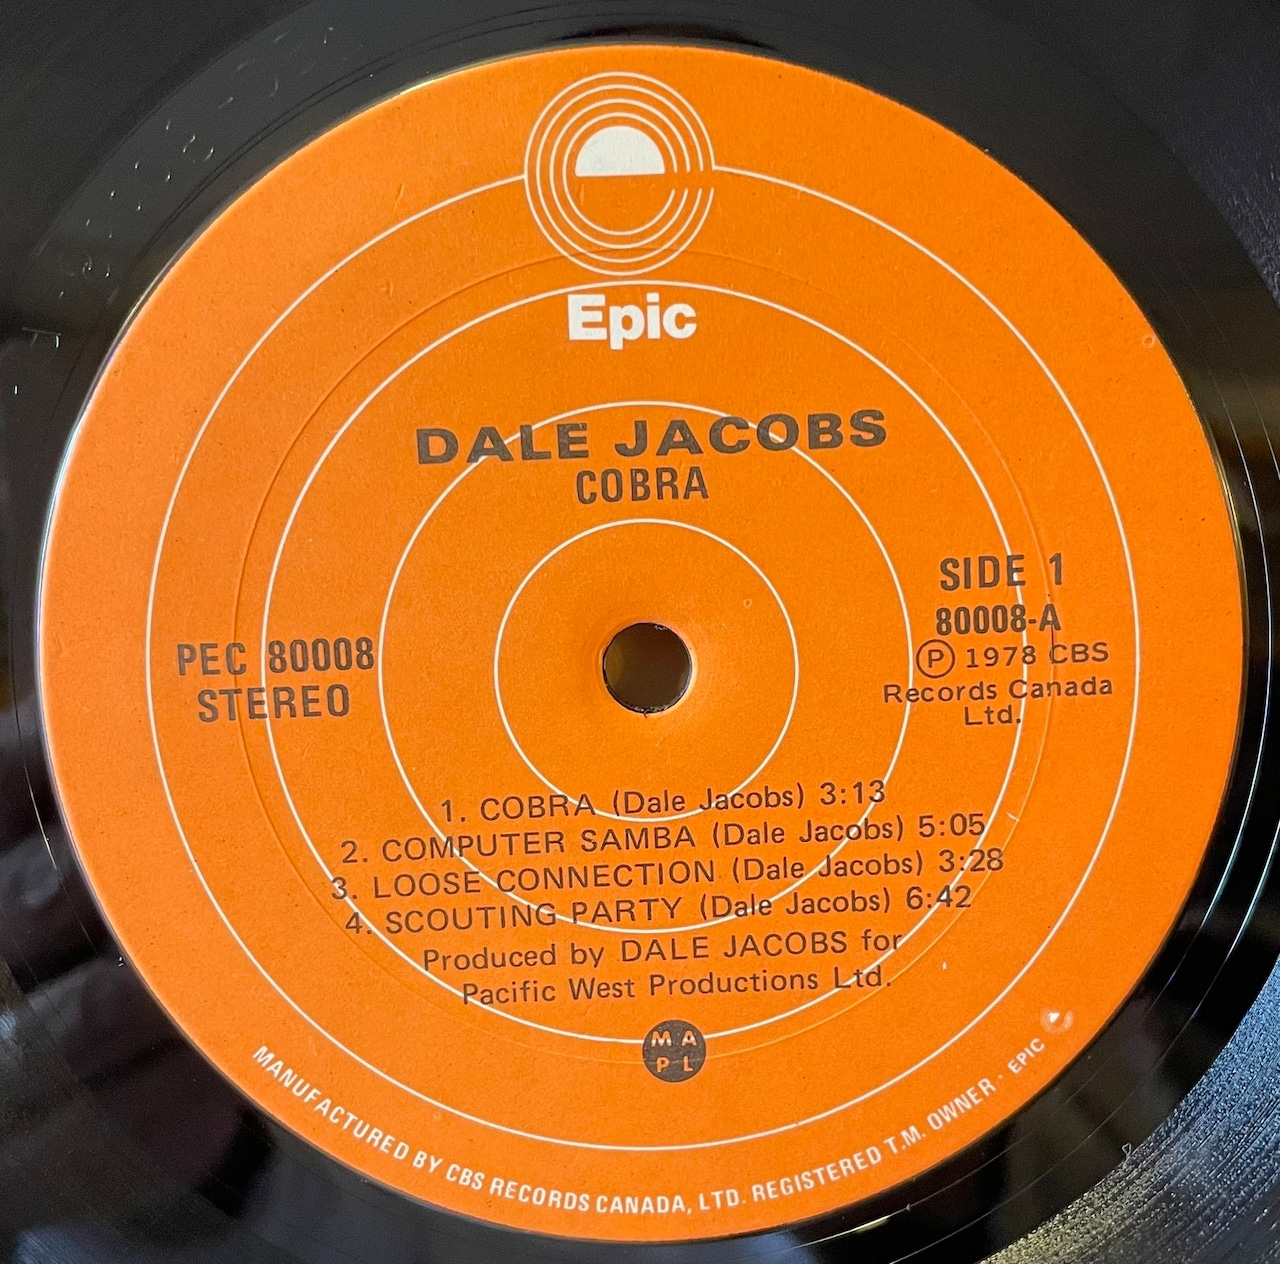 Epic
DALE JACOBS
COBRA
SIDE 1
80008-A
Ⓟ 1978 CBS
Records Canada
Ltd.
PEC 80008
STEREO
1. COBRA (Dale Jacobs) 3:13
2. COMPUTER SAMBA (Dale Jacobs) 5:05
3. LOOSE CONNECTION (Dale Jacobs) 3:28
4. SCOUTING PARTY (Dale Jacobs) 6:42
Produced by DALE JACOBS for
Pacific West Productions Ltd.
M A
P L
MANUFACTURED BY CBS RECORDS CANADA, LTD. REGISTERED T.M. OWNER · EPIC